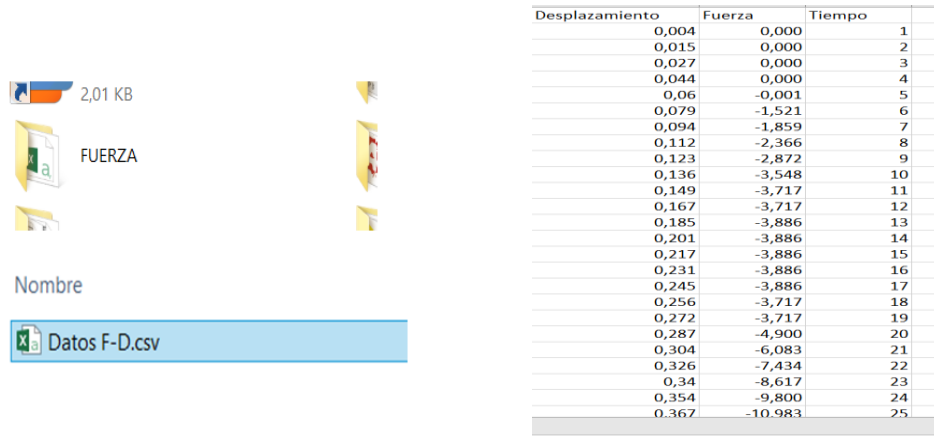 2,01 KB
FUERZA
Nombre
Datos F-D.csv
Desplazamiento Fuerza Tiempo
0,004 0,000 1
0,015 0,000 2
0,027 0,000 3
0,044 0,000 4
0,06 -0,001 5
0,079 -1,521 6
0,094 -1,859 7
0,112 -2,366 8
0,123 -2,872 9
0,136 -3,548 10
0,149 -3,717 11
0,167 -3,717 12
0,185 -3,886 13
0,201 -3,886 14
0,217 -3,886 15
0,231 -3,886 16
0,245 -3,886 17
0,256 -3,717 18
0,272 -3,717 19
0,287 -4,900 20
0,304 -6,083 21
0,326 -7,434 22
0,34 -8,617 23
0,354 -9,800 24
0,367 -10,983 25